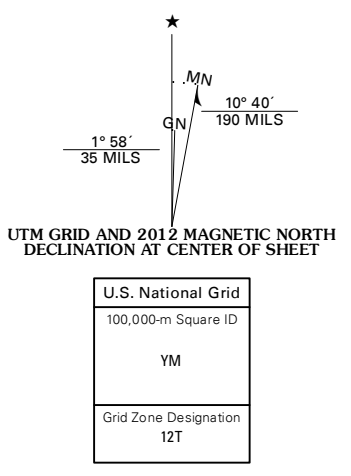 ★
MN
GN
10° 40´
190 MILS
1° 58´
35 MILS
UTM GRID AND 2012 MAGNETIC NORTH
DECLINATION AT CENTER OF SHEET
U.S. National Grid
100,000-m Square ID
YM
Grid Zone Designation
12T